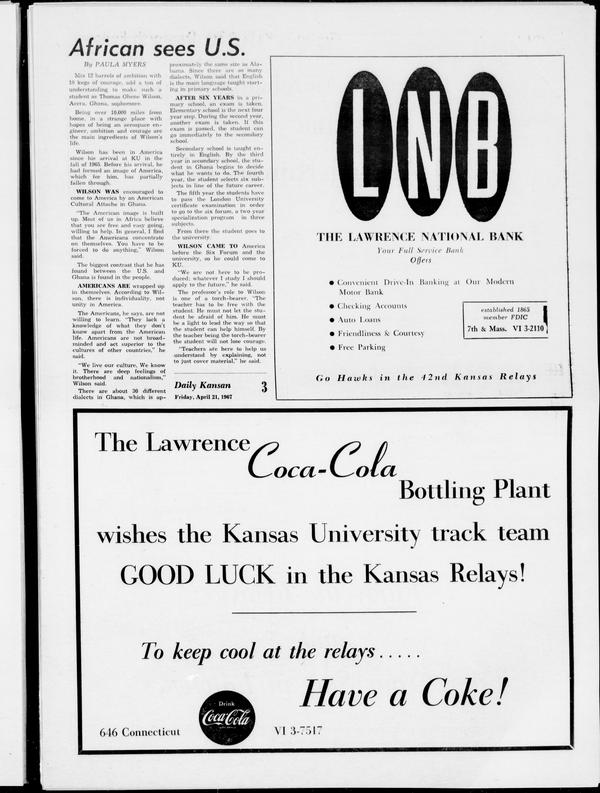 African sees U.S.
By PAULA MYERS
Mix 12 barrels of ambition with
18 kegs of courage, add a ton of
understanding to make such a
student as Thomas Ohene Wilson,
Accra, Ghana, sophomore.
Being over 10,000 miles from
home, in a strange place with
hopes of being an aerospace en-
gineer, ambition and courage are
the main ingredients of Wilson's
life.
Wilson has been in America
since his arrival at KU in the
fall of 1965. Before his arrival, he
had formed an image of America,
which for him, has partially
fallen through.
WILSON WAS encouraged to
come to America by an American
Cultural Attache in Ghana.
"The American image is built
up. Most of us in Africa believe
that you are free and easy going,
willing to help. In general, I find
that the Americans concentrate
on themselves. You have to be
forced to do anything," Wilson
said.
The biggest contrast that he has
found between the U.S. and
Ghana is found in the people.
AMERICANS ARE wrapped up
in themselves. According to Wil-
son, there is individuality, not
unity in America.
The Americans, he says, are not
willing to learn. "They lack a
knowledge of what they don't
know apart from the American
life. Americans are not broad-
minded and act superior to the
cultures of other countries," he
said.
"We live our culture. We know
it. There are deep feelings of
brotherhood and nationalism,"
Wilson said.
There are about 30 different
dialects in Ghana, which is ap-
proximately the same size as Ala-
bama. Since there are so many
dialects, Wilson said that English
is the main language taught start-
ing in primary schools.
AFTER SIX YEARS in a pri-
mary school, an exam is taken.
Elementary school is the next four
year step. During the second year,
another exam is taken. If this
exam is passed, the student can
go immediately to the secondary
school.
Secondary school is taught en-
tirely in English. By the third
year in secondary school, the stu-
dent in Ghana begins to decide
what he wants to do. The fourth
year, the student selects six sub-
jects in line of the future career.
The fifth year the students have
to pass the London University
certificate examination in order
to go to the six forum, a two year
specialization program in three
subjects.
From there the student goes to
the university.
WILSON CAME TO America
before the Six Forum and the
university, so he could come to
KU.
"We are not here to be pro-
duced; whatever I study I should
apply to the future," he said.
The professor's role to Wilson
is one of a torch-bearer. "The
teacher has to be free with the
student. He must not let the stu-
dent be afraid of him. He must
be a light to lead the way so that
the student can help himself. By
the teacher being the torch-bearer
the student will not lose courage.
"Teachers are here to help us
understand by explaining, not
to just cover material," he said.
Daily Kansan 3
Friday, April 21, 1967
LNB
THE LAWRENCE NATIONAL BANK
Your Full Service Bank
Offers
● Convenient Drive-In Banking at Our Modern
Motor Bank
● Checking Accounts
● Auto Loans
● Friendliness & Courtesy
● Free Parking
established 1865
member FDIC
7th & Mass. VI 3-2110
Go Hawks in the 42nd Kansas Relays
The Lawrence
Coca-Cola
Bottling Plant
wishes the Kansas University track team
GOOD LUCK in the Kansas Relays!
To keep cool at the relays.....
Have a Coke!
Drink
Coca-Cola
646 Connecticut VI 3-7517